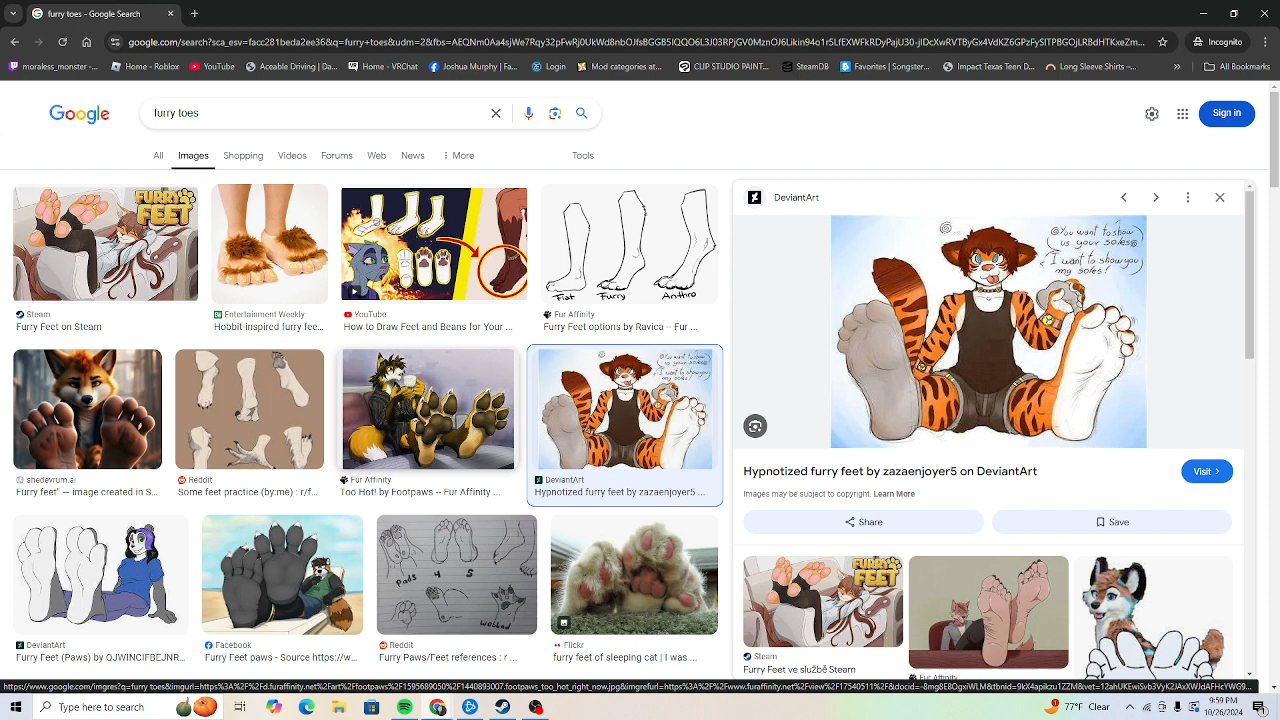 furry toes - Google Search
google.com/search?sca_esv=facc281beda2ee36&q=furry+toes&udm=2&fbs=
Incognito
moraless_monster -...
Home - Roblox
YouTube
Aceable Driving | Da...
Home - VRChat
Joshua Murphy | Fa...
Login
Mod categories at...
CLIP STUDIO PAINT...
SteamDB
Favorites | Songster...
Impact Texas Teen D...
Long Sleeve Shirts -...
All Bookmarks
Google
furry toes
Sign in
All
Images
Shopping
Videos
Forums
Web
News
More
Tools
FURRY FEET
Flat
Furry
Anthro
Steam
Furry Feet on Steam
Entertainment Weekly
Hobbit-inspired furry fee...
YouTube
How to Draw Feet and Beans for Your ...
Fur Affinity
Furry Feet options by Ravica -- Fur ...
shedevrum.ai
Furry feet" — image created in S...
Reddit
Some feet practice (by:me) : r/f...
Fur Affinity
Too Hot! by Footpaws -- Fur Affinity ...
DeviantArt
Hypnotized furry feet by zazaenjoyer5 ...
pads
4
5
webbed
DeviantArt
Furry Feet (Paws) by QJWINCIFBEJNR...
Facebook
Furry Feet paws - Source https://w...
Reddit
Furry Paws/Feet references : r ...
Flickr
furry feet of sleeping cat | I was ...
DeviantArt
You want to show
us your soles
I want to show you
my soles!
Hypnotized furry feet by zazaenjoyer5 on DeviantArt
Visit
Images may be subject to copyright. Learn More
Share
Save
FURRY FEET
Steam
Furry Feet ve službě Steam
Fur Affinity
Type here to search
77°F Clear
9:59...
10/26/2024